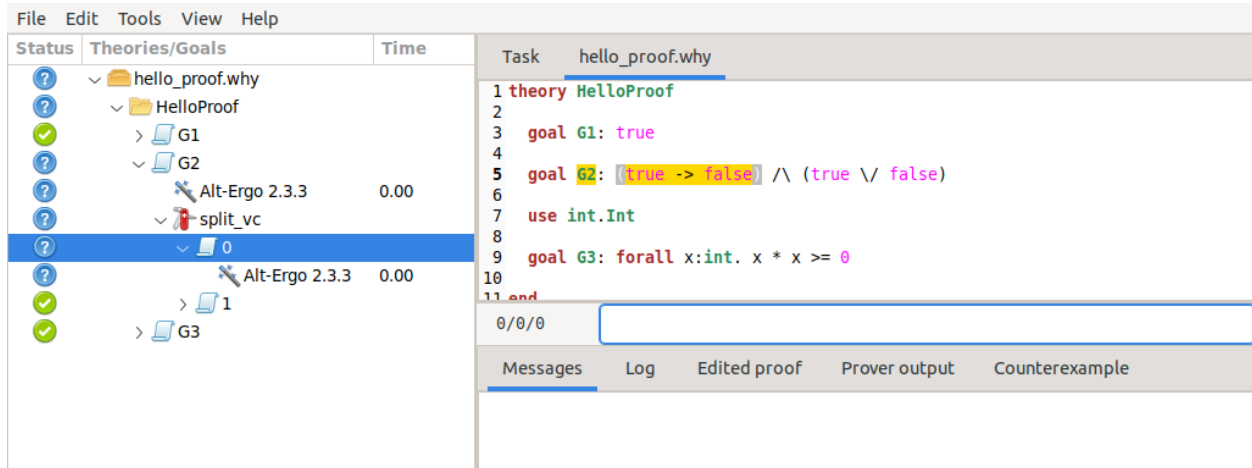 File Edit Tools View Help
Status Theories/Goals Time
hello_proof.why
HelloProof
G1
G2
Alt-Ergo 2.3.3 0.00
split_vc
0
Alt-Ergo 2.3.3 0.00
1
G3
Task hello_proof.why
1 theory HelloProof
2
3 goal G1: true
4
5 goal G2: (true -> false) /\ (true \/ false)
6
7 use int.Int
8
9 goal G3: forall x:int. x * x >= 0
10
11 end
0/0/0
Messages Log Edited proof Prover output Counterexample